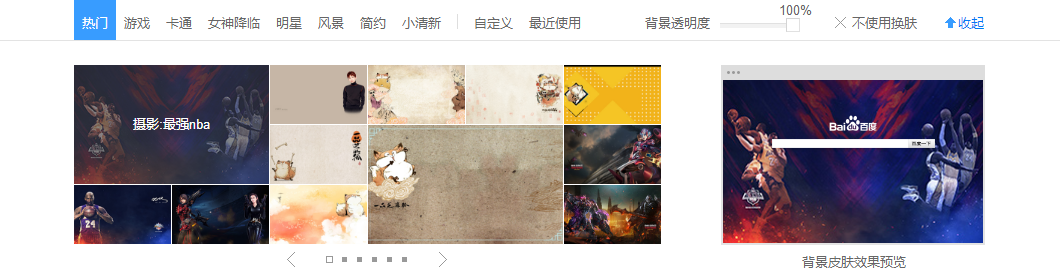 热门 游戏 卡通 女神降临 明星 风景 简约 小清新 自定义 最近使用 背景透明度 100% 不使用换肤 收起
摄影:最强nba
24
Bai 百度
百度一下
背景皮肤效果预览